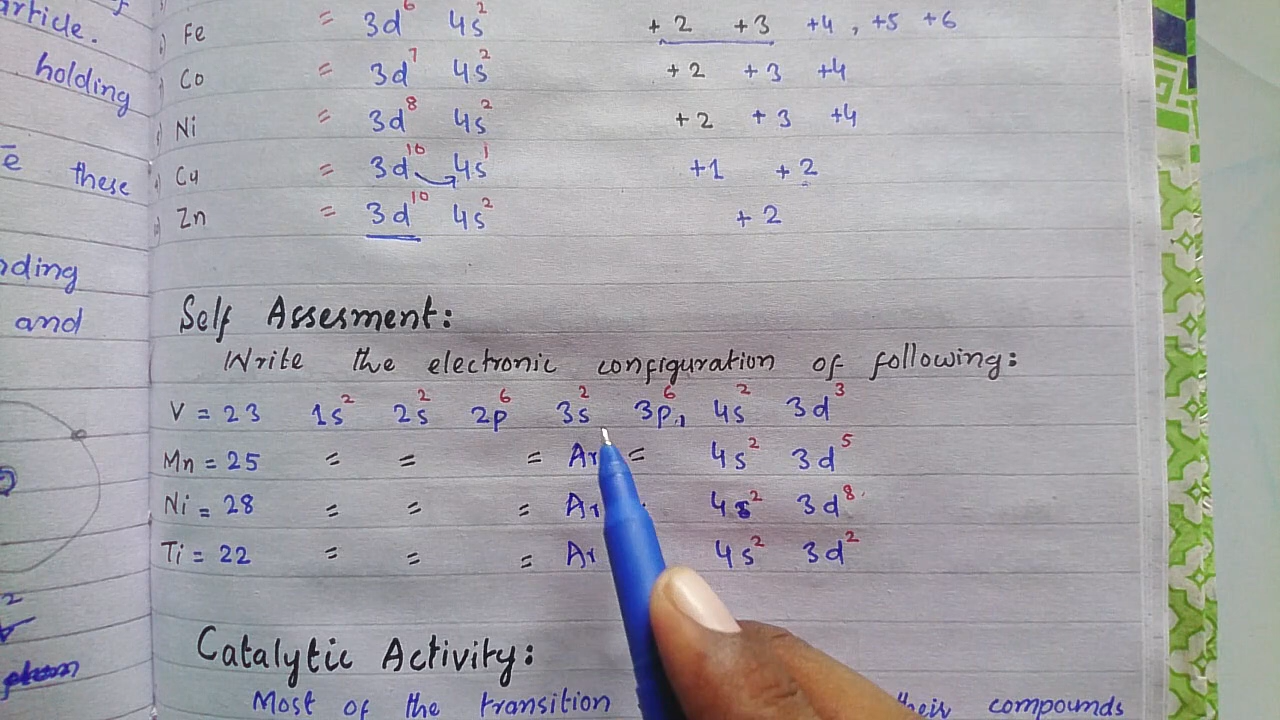 article.
holding
ē these
nding
and
Fe = 3d⁶ 4s² +2 +3 +4, +5 +6
Co = 3d⁷ 4s² +2 +3 +4
Ni = 3d⁸ 4s² +2 +3 +4
Cu = 3d¹⁰ 4s¹ +1 +2
Zn = 3d¹⁰ 4s² +2
Self Assesment:
Write the electronic configuration of following:
V = 23 1s² 2s² 2p⁶ 3s² 3p⁶, 4s² 3d³
Mn = 25 = = = Ar = 4s² 3d⁵
Ni = 28 = = = Ar 4s² 3d⁸
Ti = 22 = = = Ar 4s² 3d²
Catalytic Activity:
Most of the transition their compounds